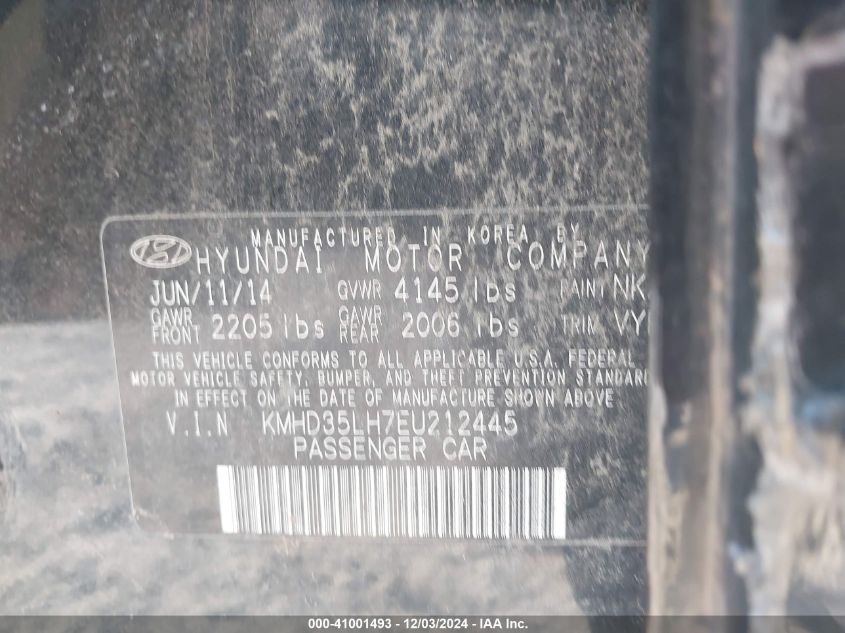 MANUFACTURED IN KOREA BY
HYUNDAI MOTOR COMPANY
JUN/11/14 GVWR 4145 lbs PAINT NK
GAWR FRONT 2205 lbs GAWR REAR 2006 lbs TRIM VY
THIS VEHICLE CONFORMS TO ALL APPLICABLE U.S.A. FEDERAL
MOTOR VEHICLE SAFETY, BUMPER, AND THEFT PREVENTION STANDAR
IN EFFECT ON THE DATE OF MANUFACTURE SHOWN ABOVE
V.I.N KMHD35LH7EU212445
PASSENGER CAR
000-41001493 - 12/03/2024 - IAA Inc.